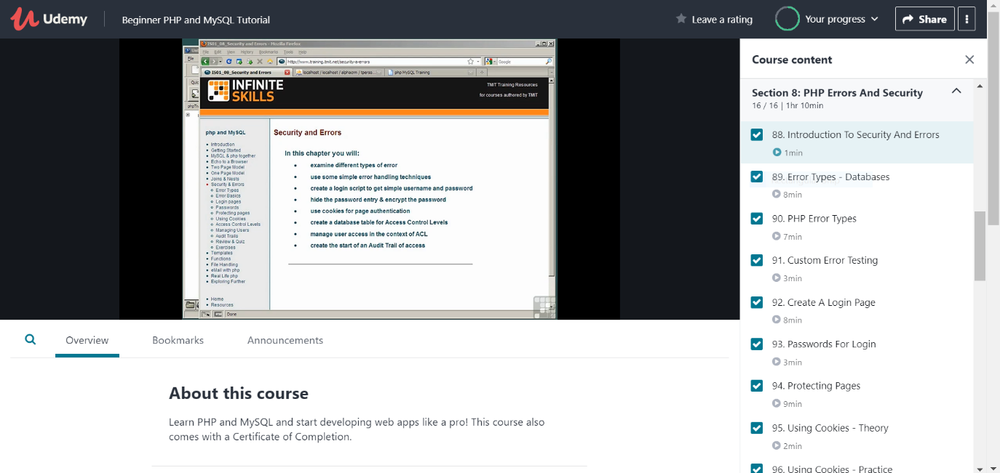 Udemy
Beginner PHP and MySQL Tutorial
Leave a rating
Your progress
Share
IS01_08_Security and Errors - Mozilla Firefox
File Edit View History Bookmarks Tools Help
http://www.training.tmit.net/security-a-errors
Google
IS01_08_Security and Errors
php MySQL Training
INFINITE
SKILLS
TMIT Training Resources
for courses authored by TMIT
php and MySQL
Introduction
Getting Started
MySQL & php together
Echo to a Browser
Two Page Model
One Page Model
Joins & Nests
Security & Errors
Error Types
Error Basics
Login pages
Passwords
Protecting pages
Using Cookies
Access Control Levels
Managing Users
Audit Trails
Review & Quiz
Exercises
Templates
Functions
File Handling
eMail with php
Real Life php
Exploring Further
Home
Resources
Security and Errors
In this chapter you will:
examine different types of error
use some simple error handling techniques
create a login script to get simple username and password
hide the password entry & encrypt the password
use cookies for page authentication
create a database table for Access Control Levels
manage user access in the context of ACL
create the start of an Audit Trail of access
Done
Overview
Bookmarks
Announcements
About this course
Learn PHP and MySQL and start developing web apps like a pro! This course also
comes with a Certificate of Completion.
Course content
Section 8: PHP Errors And Security
16 / 16 | 1hr 10min
88. Introduction To Security And Errors
1min
89. Error Types - Databases
8min
90. PHP Error Types
7min
91. Custom Error Testing
3min
92. Create A Login Page
8min
93. Passwords For Login
3min
94. Protecting Pages
9min
95. Using Cookies - Theory
2min
96. Using Cookies - Practice